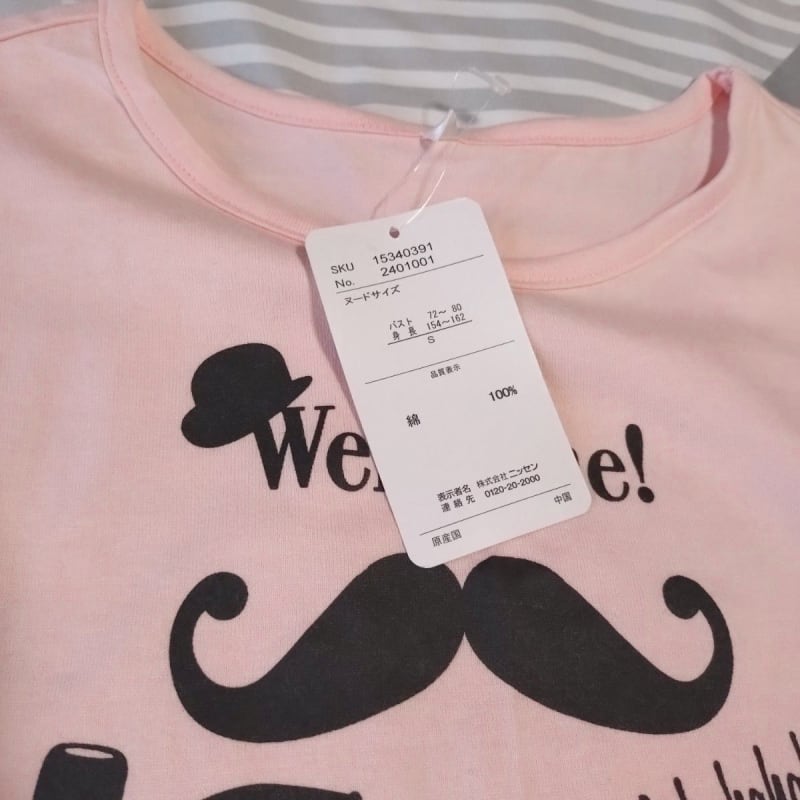 SKU 15340391
No. 2401001
ヌードサイズ
バスト 72～ 80
身長 154～162
S
品質表示
綿 100%
表示者名 株式会社ニッセン
連絡先 0120-20-2000
原産国 中国
We e!